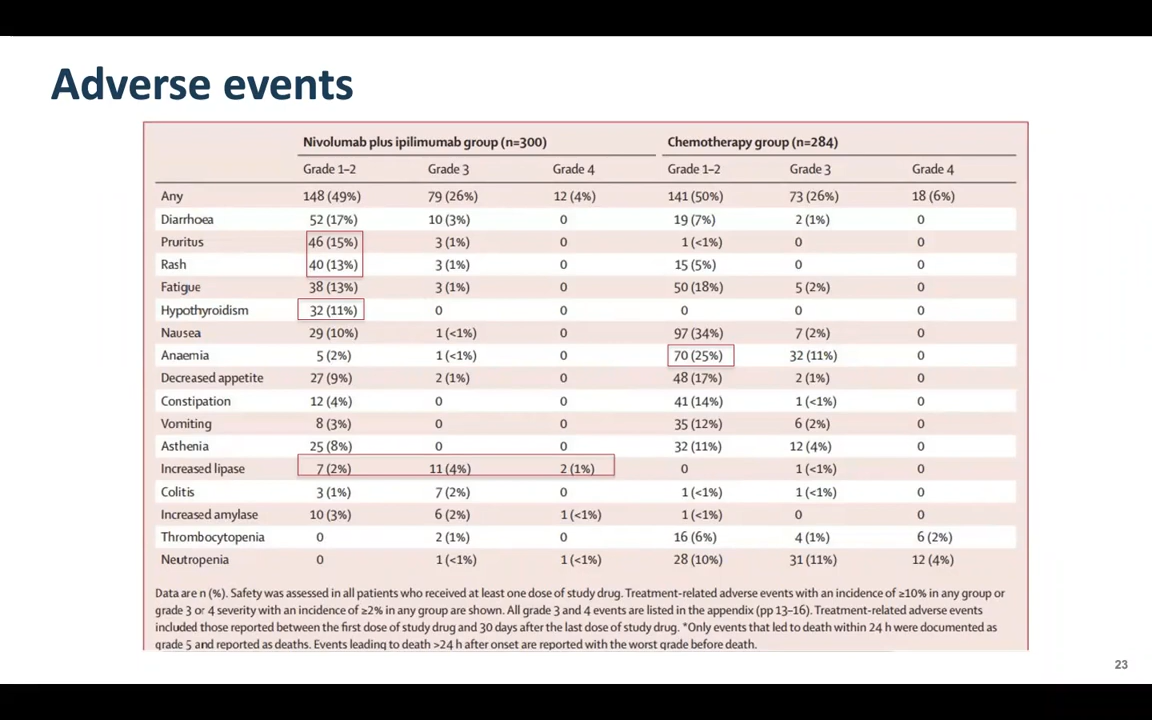 Adverse events
Nivolumab plus ipilimumab group (n=300) Chemotherapy group (n=284)
Grade 1–2 Grade 3 Grade 4 Grade 1–2 Grade 3 Grade 4
Any 148 (49%) 79 (26%) 12 (4%) 141 (50%) 73 (26%) 18 (6%)
Diarrhoea 52 (17%) 10 (3%) 0 19 (7%) 2 (1%) 0
Pruritus 46 (15%) 3 (1%) 0 1 (<1%) 0 0
Rash 40 (13%) 3 (1%) 0 15 (5%) 0 0
Fatigue 38 (13%) 3 (1%) 0 50 (18%) 5 (2%) 0
Hypothyroidism 32 (11%) 0 0 0 0 0
Nausea 29 (10%) 1 (<1%) 0 97 (34%) 7 (2%) 0
Anaemia 5 (2%) 1 (<1%) 0 70 (25%) 32 (11%) 0
Decreased appetite 27 (9%) 2 (1%) 0 48 (17%) 2 (1%) 0
Constipation 12 (4%) 0 0 41 (14%) 1 (<1%) 0
Vomiting 8 (3%) 0 0 35 (12%) 6 (2%) 0
Asthenia 25 (8%) 0 0 32 (11%) 12 (4%) 0
Increased lipase 7 (2%) 11 (4%) 2 (1%) 0 1 (<1%) 0
Colitis 3 (1%) 7 (2%) 0 1 (<1%) 1 (<1%) 0
Increased amylase 10 (3%) 6 (2%) 1 (<1%) 1 (<1%) 0 0
Thrombocytopenia 0 2 (1%) 0 16 (6%) 4 (1%) 6 (2%)
Neutropenia 0 1 (<1%) 1 (<1%) 28 (10%) 31 (11%) 12 (4%)
Data are n (%). Safety was assessed in all patients who received at least one dose of study drug. Treatment-related adverse events with an incidence of ≥10% in any group or
grade 3 or 4 severity with an incidence of ≥2% in any group are shown. All grade 3 and 4 events are listed in the appendix (pp 13–16). Treatment-related adverse events
included those reported between the first dose of study drug and 30 days after the last dose of study drug. *Only events that led to death within 24 h were documented as
grade 5 and reported as deaths. Events leading to death >24 h after onset are reported with the worst grade before death.
23